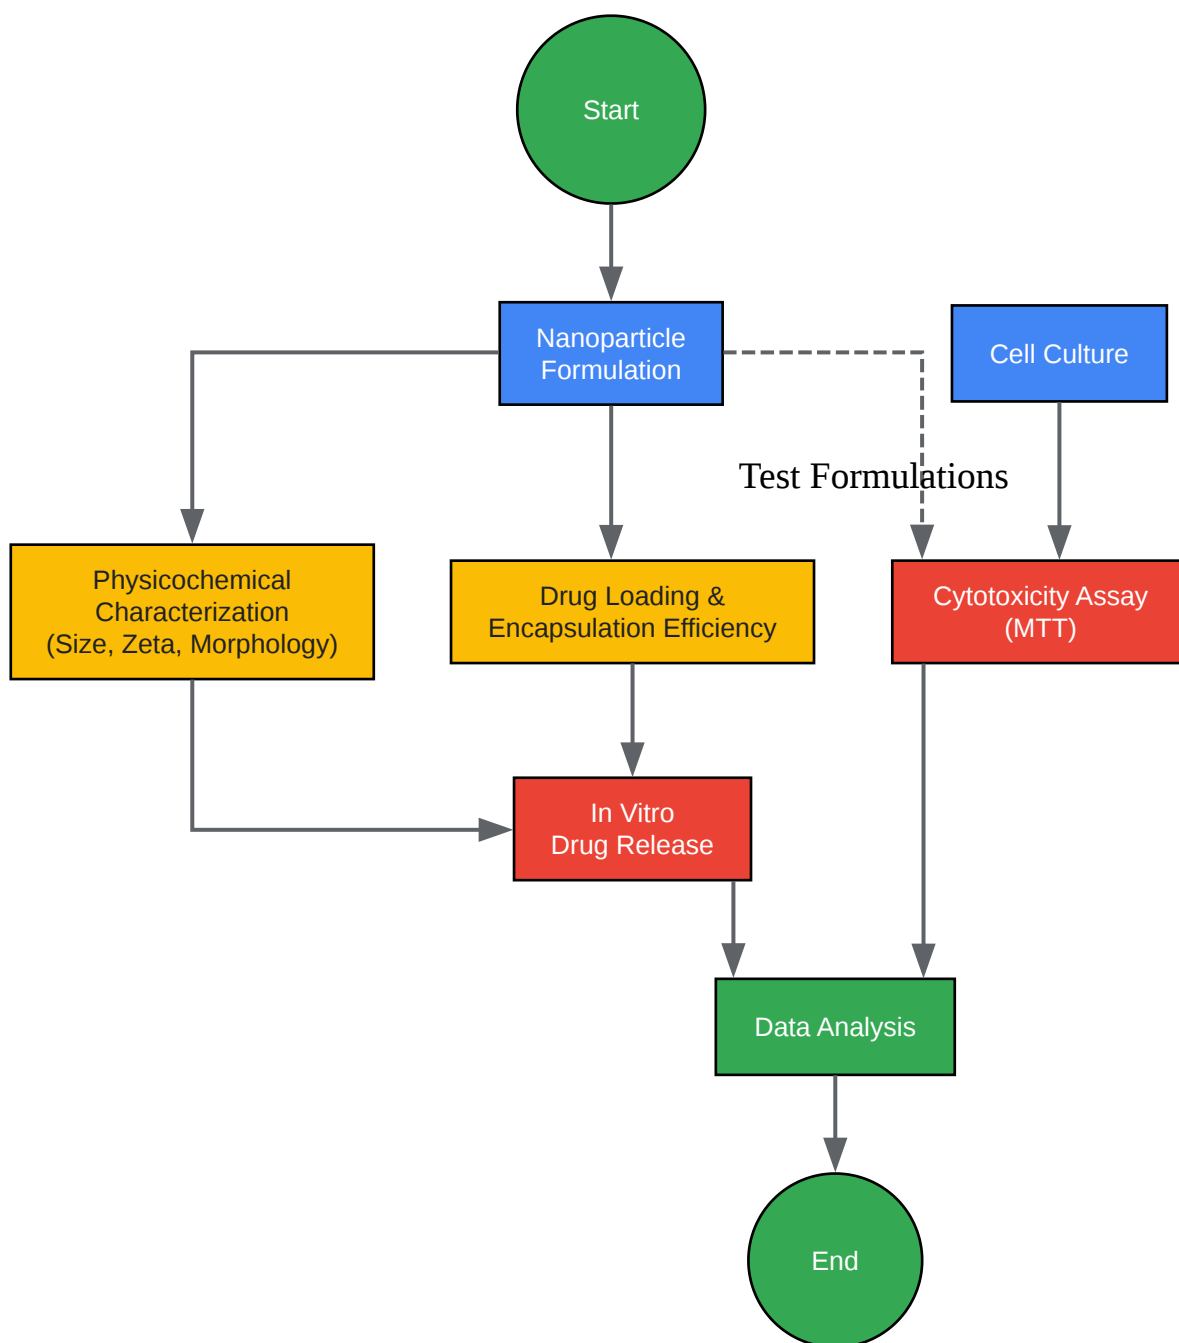 Start
Nanoparticle
Formulation
Cell Culture
Test Formulations
Physicochemical
Characterization
(Size, Zeta, Morphology)
Drug Loading &
Encapsulation Efficiency
Cytotoxicity Assay
(MTT)
In Vitro
Drug Release
Data Analysis
End